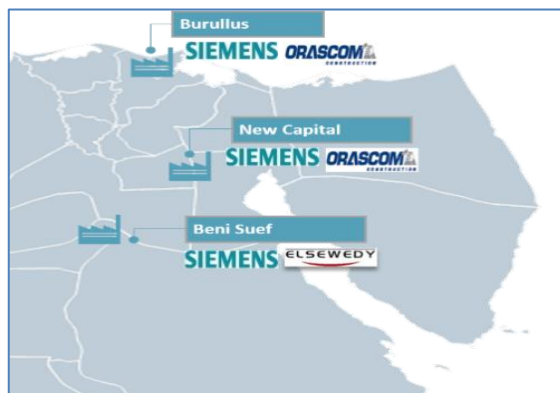 Burullus
SIEMENS ORASCOM
CONSTRUCTION
New Capital
SIEMENS ORASCOM
CONSTRUCTION
Beni Suef
SIEMENS ELSEWEDY